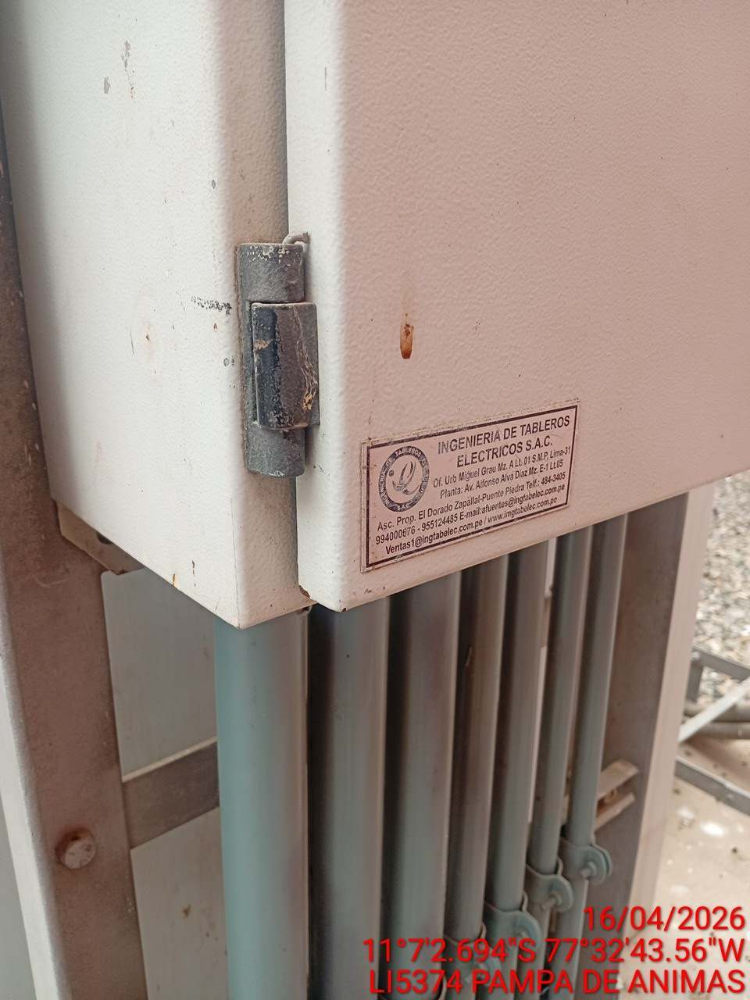 INGENIERIA DE TABLEROS
ELECTRICOS S.A.C.
Of. Urb Miguel Grau Mz. A Lt. 01 S.M.P. Lima-31
Planta: Av. Alfonso Alva Diaz Mz. E-1 Lt.05
Asc. Prop. El Dorado Zapallal-Puente Piedra Telf.: 484-3405
994000676 - 955124485 E-mail:afuentes@ingtabelec.com.pe
Ventas1@ingtabelec.com.pe / www.imgtabelec.com.pe
16/04/2026
11°7'2.694"S 77°32'43.56"W
LI5374 PAMPA DE ANIMAS